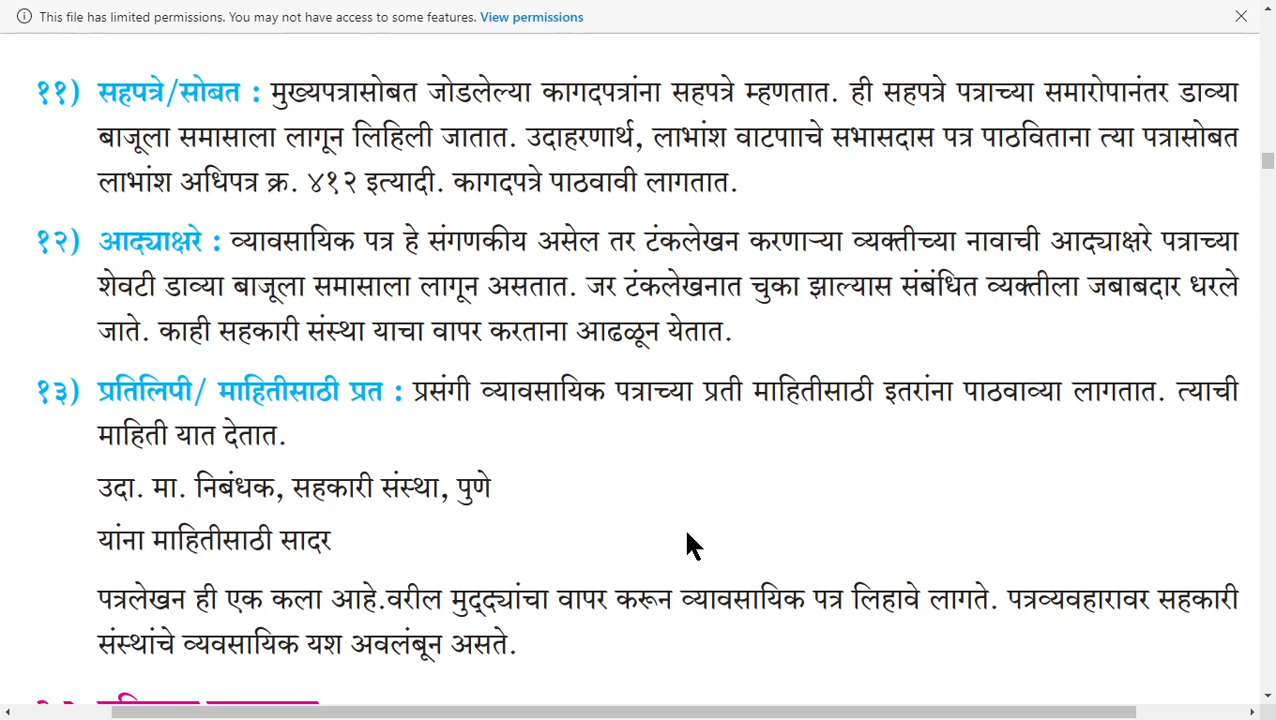 This file has limited permissions. You may not have access to some features. View permissions
११) सहपत्रे/सोबत : मुख्यपत्रासोबत जोडलेल्या कागदपत्रांना सहपत्रे म्हणतात. ही सहपत्रे पत्राच्या समारोपानंतर डाव्या
बाजूला समासाला लागून लिहिली जातात. उदाहरणार्थ, लाभांश वाटपााचे सभासदास पत्र पाठविताना त्या पत्रासोबत
लाभांश अधिपत्र क्र. ४१२ इत्यादी. कागदपत्रे पाठवावी लागतात.
१२) आद्याक्षरे : व्यावसायिक पत्र हे संगणकीय असेल तर टंकलेखन करणाऱ्या व्यक्तीच्या नावाची आद्याक्षरे पत्राच्या
शेवटी डाव्या बाजूला समासाला लागून असतात. जर टंकलेखनात चुका झाल्यास संबंधित व्यक्तीला जबाबदार धरले
जाते. काही सहकारी संस्था याचा वापर करताना आढळून येतात.
१३) प्रतिलिपी/ माहितीसाठी प्रत : प्रसंगी व्यावसायिक पत्राच्या प्रती माहितीसाठी इतरांना पाठवाव्या लागतात. त्याची
माहिती यात देतात.
उदा. मा. निबंधक, सहकारी संस्था, पुणे
यांना माहितीसाठी सादर
पत्रलेखन ही एक कला आहे.वरील मुद्द्यांचा वापर करून व्यावसायिक पत्र लिहावे लागते. पत्रव्यवहारावर सहकारी
संस्थांचे व्यवसायिक यश अवलंबून असते.